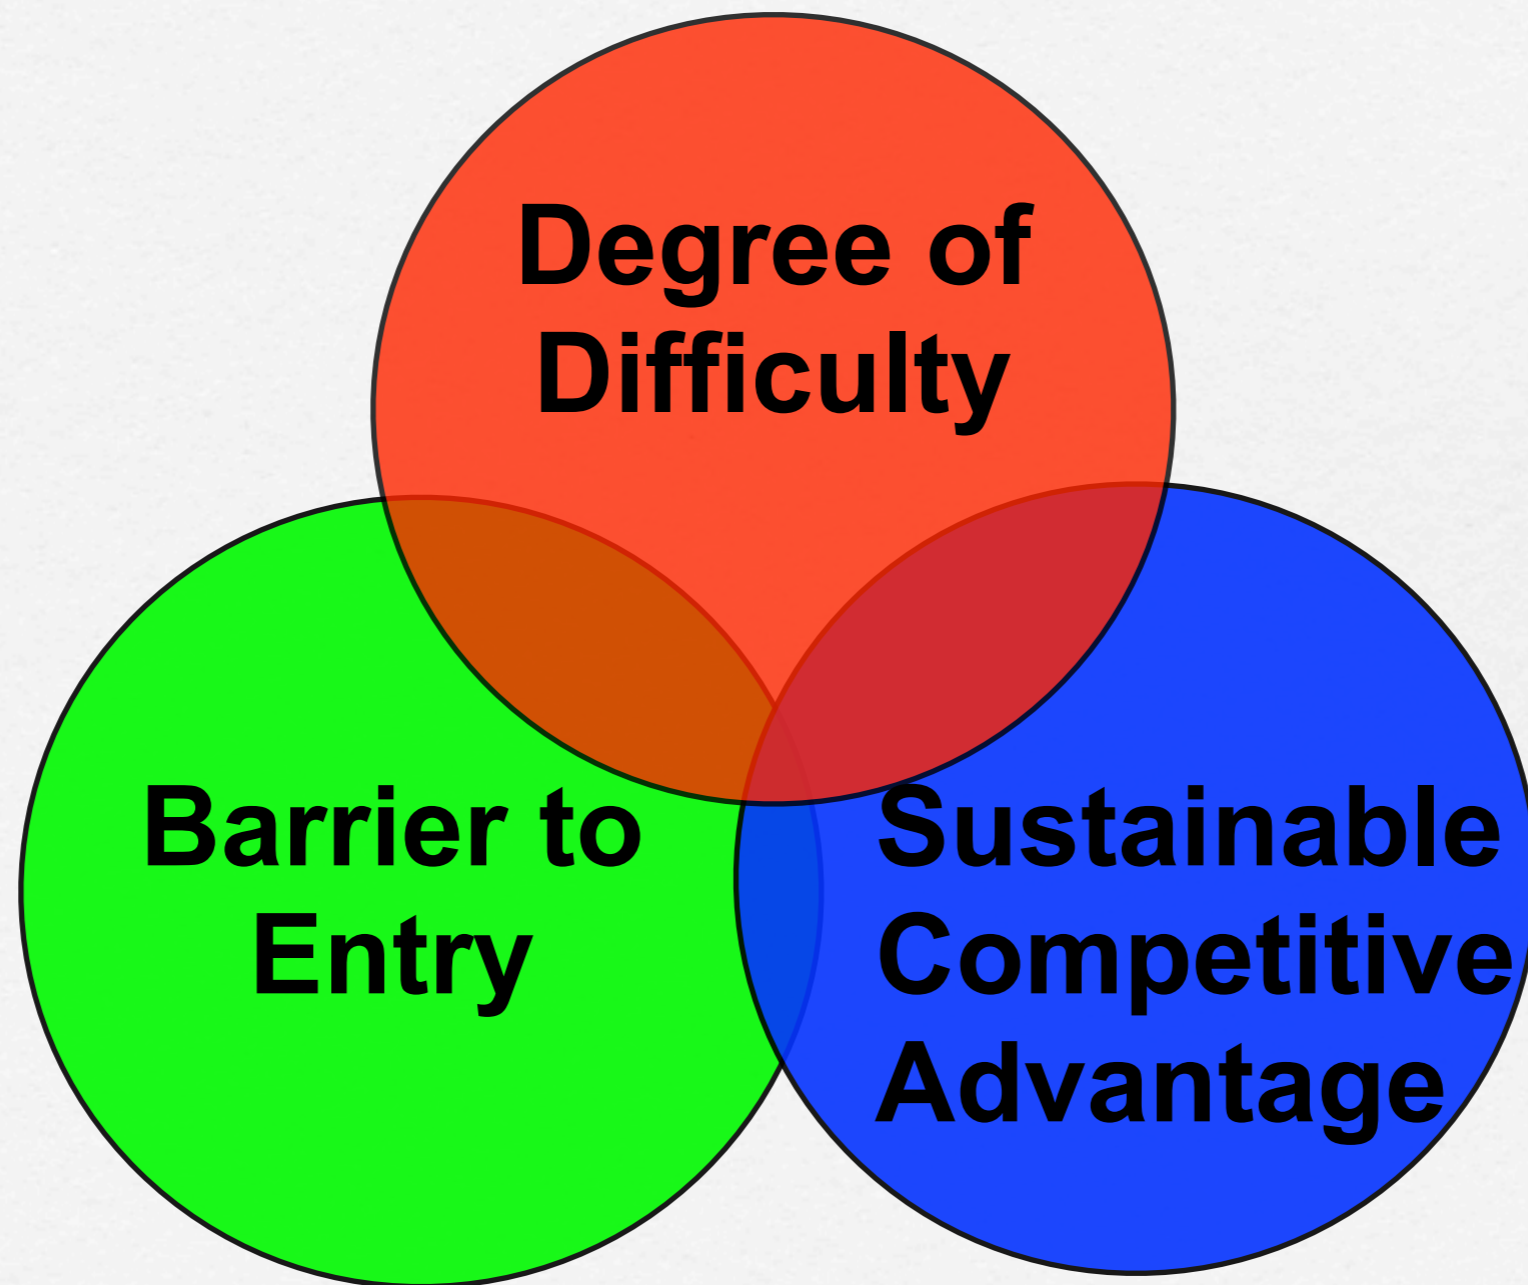 Degree of
Difficulty
Barrier to
Entry
Sustainable
Competitive
Advantage